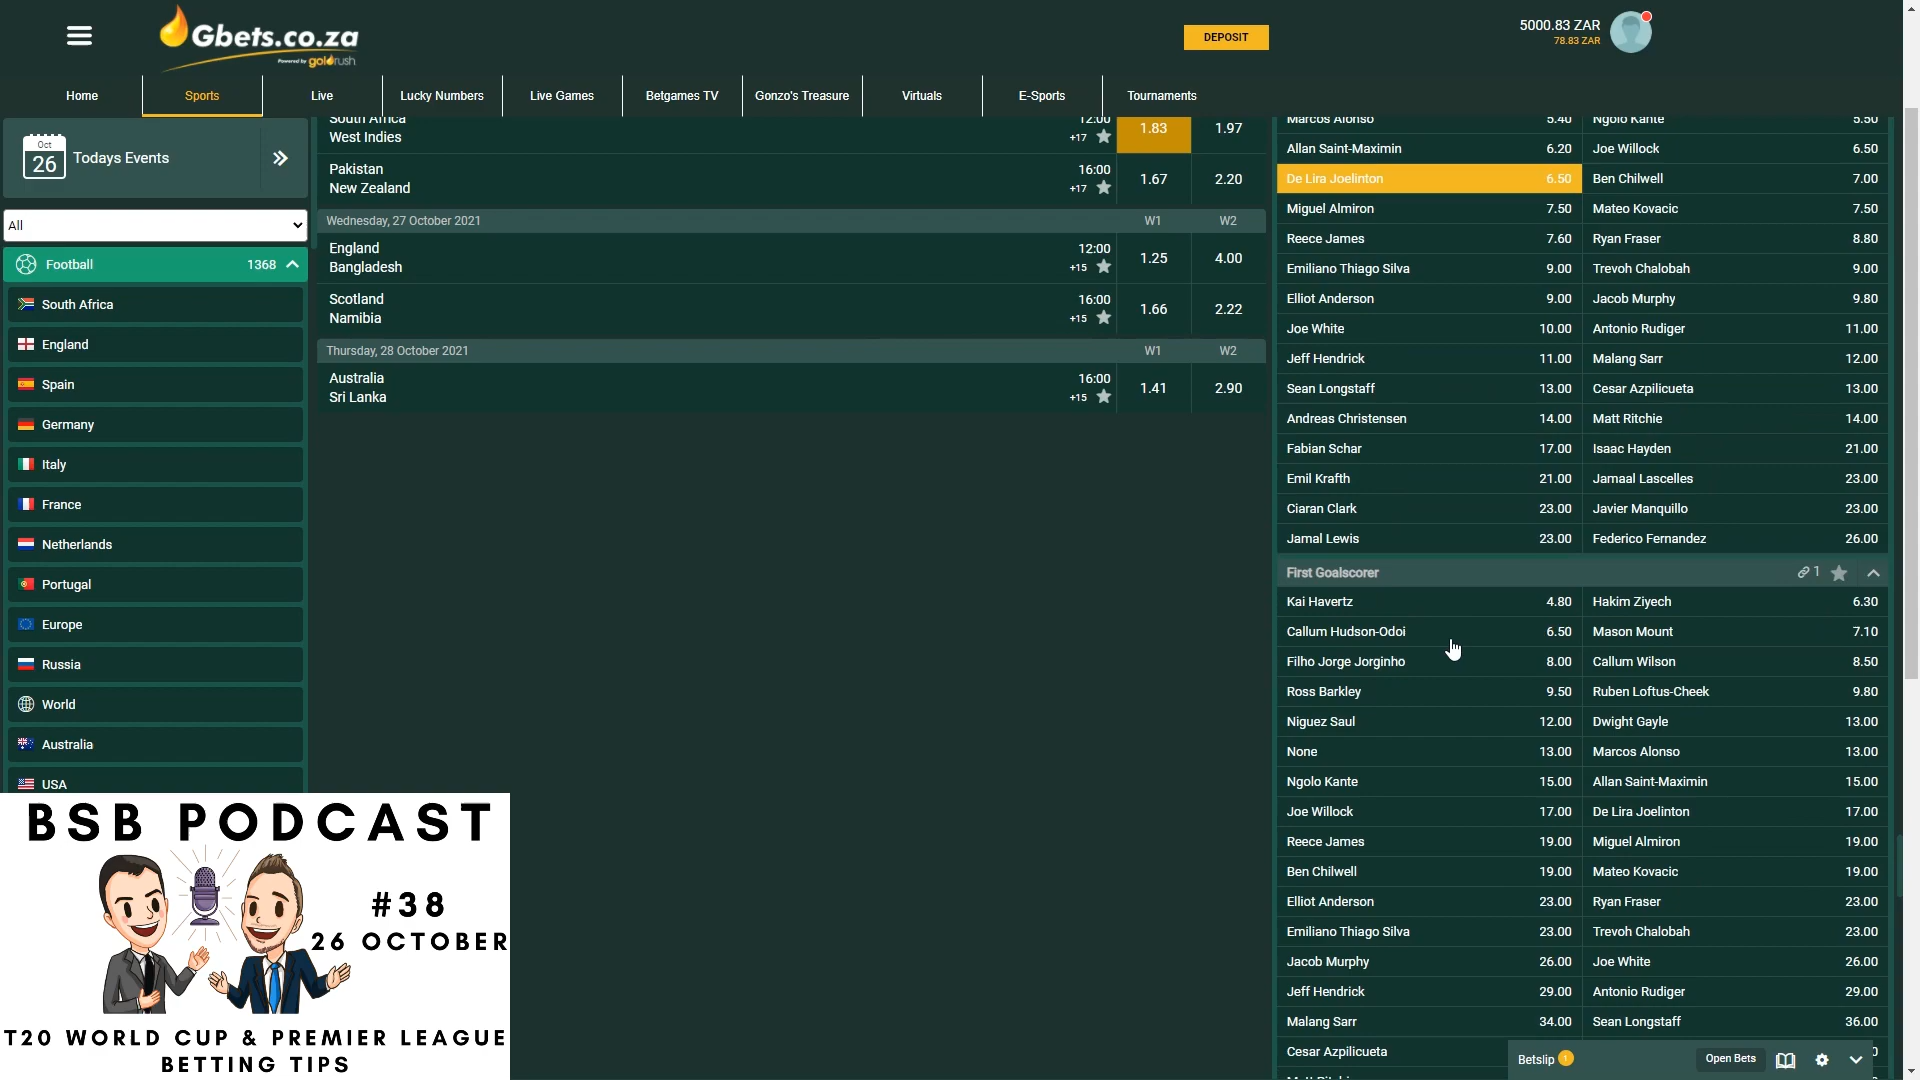 Gbets.co.za
Powered by goldrush
DEPOSIT
5000.83 ZAR
78.83 ZAR
Home
Sports
Live
Lucky Numbers
Live Games
Betgames TV
Gonzo's Treasure
Virtuals
E-Sports
Tournaments
Oct
26
Todays Events
All
Football 1368
South Africa
England
Spain
Germany
Italy
France
Netherlands
Portugal
Europe
Russia
World
Australia
USA
South Africa 12:00
West Indies +17 1.83 1.97
Pakistan 16:00
New Zealand +17 1.67 2.20
Wednesday, 27 October 2021 W1 W2
England 12:00
Bangladesh +15 1.25 4.00
Scotland 16:00
Namibia +15 1.66 2.22
Thursday, 28 October 2021 W1 W2
Australia 16:00
Sri Lanka +15 1.41 2.90
Marcos Alonso 5.40 Ngolo Kante 5.50
Allan Saint-Maximin 6.20 Joe Willock 6.50
De Lira Joelinton 6.50 Ben Chilwell 7.00
Miguel Almiron 7.50 Mateo Kovacic 7.50
Reece James 7.60 Ryan Fraser 8.80
Emiliano Thiago Silva 9.00 Trevoh Chalobah 9.00
Elliot Anderson 9.00 Jacob Murphy 9.80
Joe White 10.00 Antonio Rudiger 11.00
Jeff Hendrick 11.00 Malang Sarr 12.00
Sean Longstaff 13.00 Cesar Azpilicueta 13.00
Andreas Christensen 14.00 Matt Ritchie 14.00
Fabian Schar 17.00 Isaac Hayden 21.00
Emil Krafth 21.00 Jamaal Lascelles 23.00
Ciaran Clark 23.00 Javier Manquillo 23.00
Jamal Lewis 23.00 Federico Fernandez 26.00
First Goalscorer 1
Kai Havertz 4.80 Hakim Ziyech 6.30
Callum Hudson-Odoi 6.50 Mason Mount 7.10
Filho Jorge Jorginho 8.00 Callum Wilson 8.50
Ross Barkley 9.50 Ruben Loftus-Cheek 9.80
Niguez Saul 12.00 Dwight Gayle 13.00
None 13.00 Marcos Alonso 13.00
Ngolo Kante 15.00 Allan Saint-Maximin 15.00
Joe Willock 17.00 De Lira Joelinton 17.00
Reece James 19.00 Miguel Almiron 19.00
Ben Chilwell 19.00 Mateo Kovacic 19.00
Elliot Anderson 23.00 Ryan Fraser 23.00
Emiliano Thiago Silva 23.00 Trevoh Chalobah 23.00
Jacob Murphy 26.00 Joe White 26.00
Jeff Hendrick 29.00 Antonio Rudiger 29.00
Malang Sarr 34.00 Sean Longstaff 36.00
Cesar Azpilicueta
Betslip 1
Open Bets
BSB PODCAST
#38
26 OCTOBER
T20 WORLD CUP & PREMIER LEAGUE
BETTING TIPS